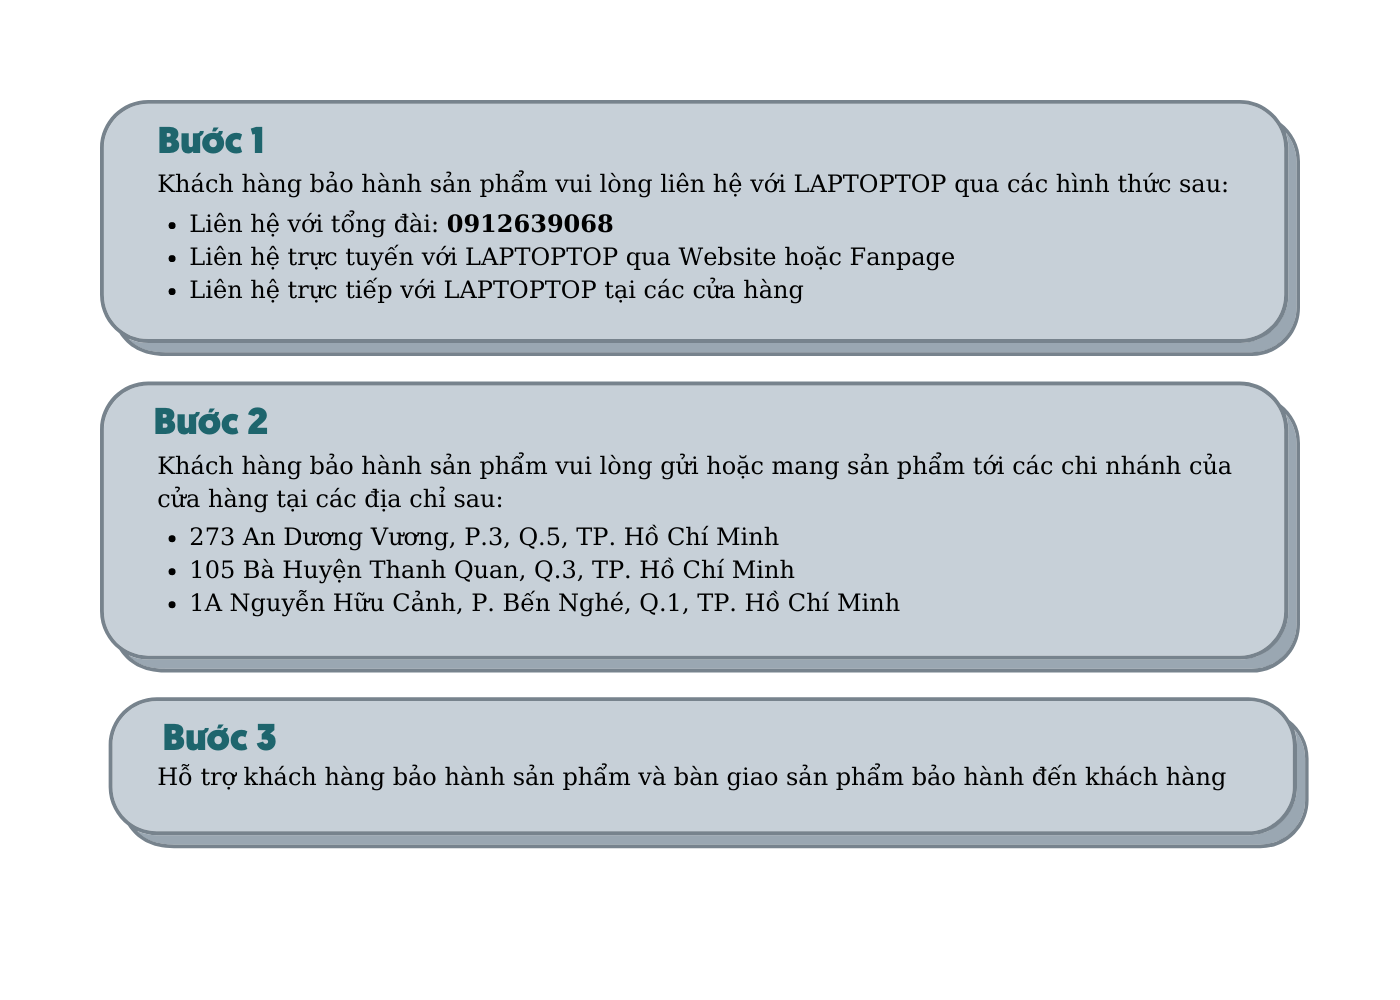 Bước 1
Khách hàng bảo hành sản phẩm vui lòng liên hệ với LAPTOPTOP qua các hình thức sau:
• Liên hệ với tổng đài: 0912639068
• Liên hệ trực tuyến với LAPTOPTOP qua Website hoặc Fanpage
• Liên hệ trực tiếp với LAPTOPTOP tại các cửa hàng
Bước 2
Khách hàng bảo hành sản phẩm vui lòng gửi hoặc mang sản phẩm tới các chi nhánh của
cửa hàng tại các địa chỉ sau:
• 273 An Dương Vương, P.3, Q.5, TP. Hồ Chí Minh
• 105 Bà Huyện Thanh Quan, Q.3, TP. Hồ Chí Minh
• 1A Nguyễn Hữu Cảnh, P. Bến Nghé, Q.1, TP. Hồ Chí Minh
Bước 3
Hỗ trợ khách hàng bảo hành sản phẩm và bàn giao sản phẩm bảo hành đến khách hàng